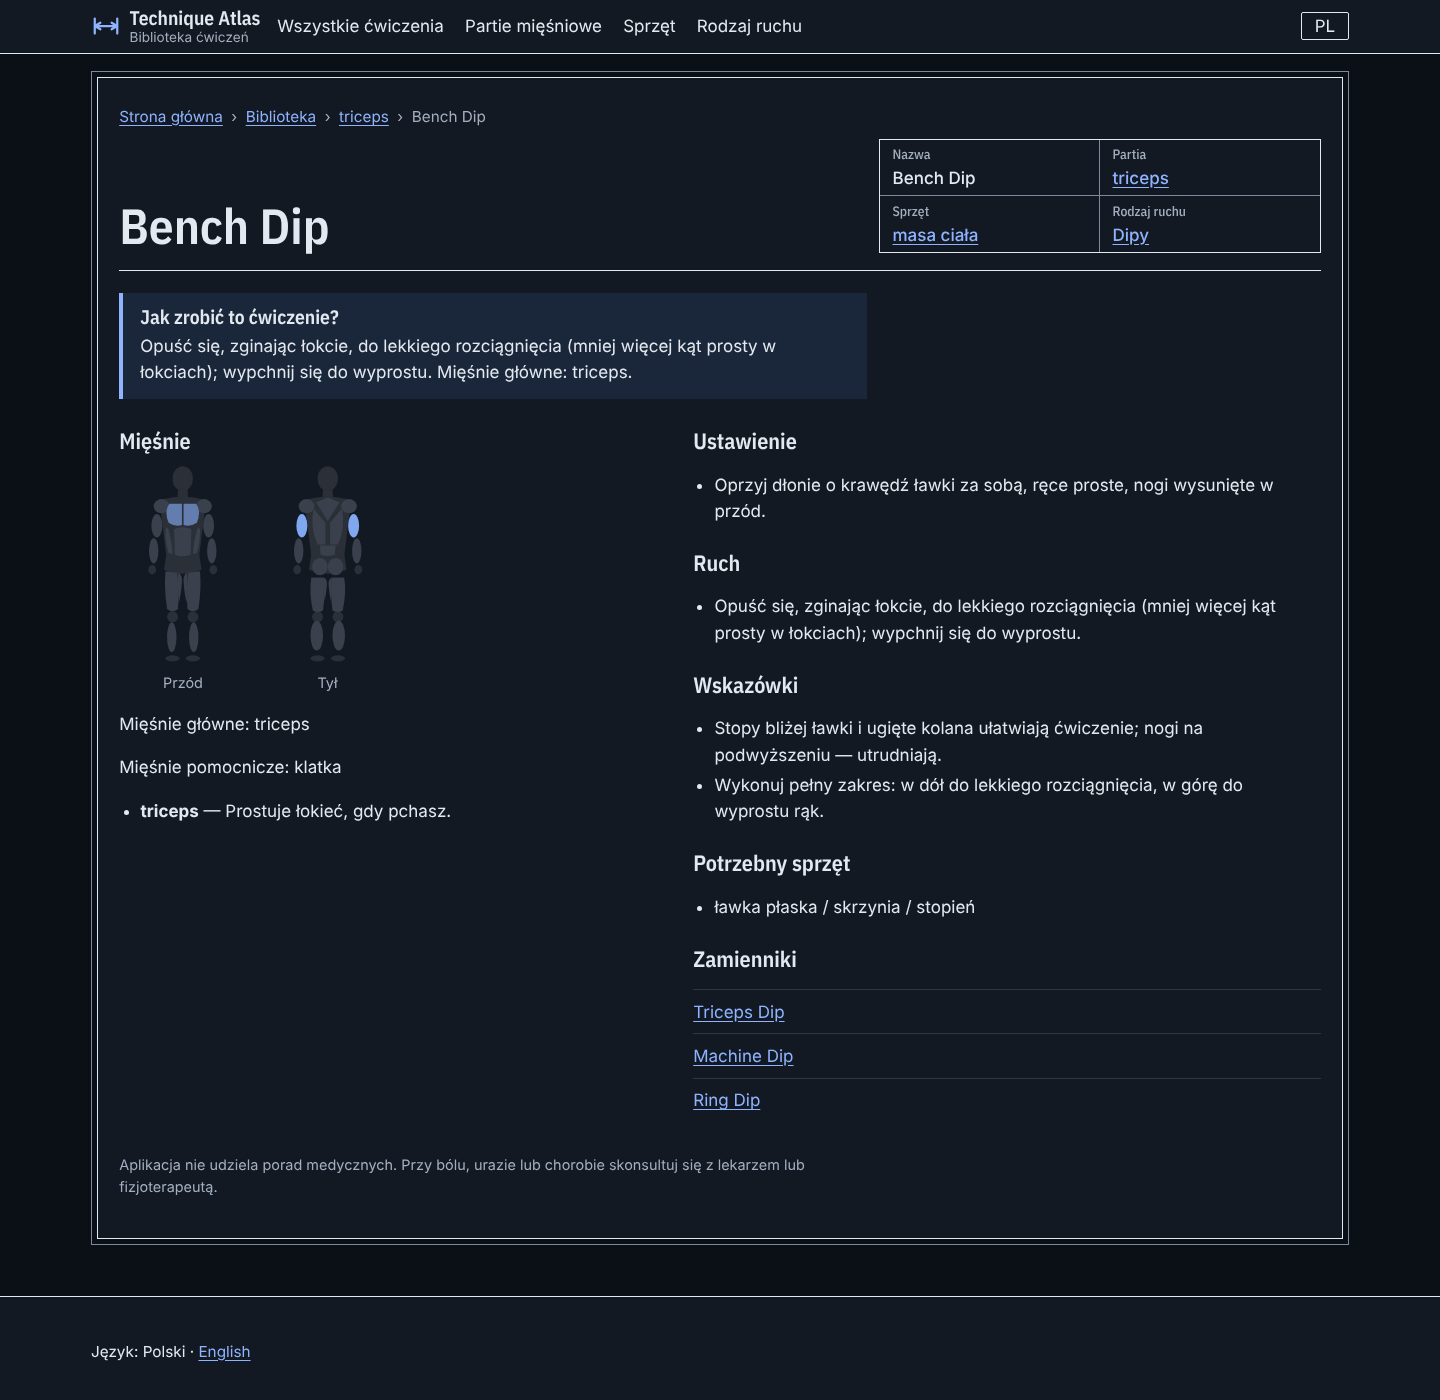 Technique Atlas
Biblioteka ćwiczeń
Wszystkie ćwiczenia
Partie mięśniowe
Sprzęt
Rodzaj ruchu
PL
Strona główna › Biblioteka › triceps › Bench Dip
Bench Dip
Nazwa
Bench Dip
Partia
triceps
Sprzęt
masa ciała
Rodzaj ruchu
Dipy
Jak zrobić to ćwiczenie?
Opuść się, zginając łokcie, do lekkiego rozciągnięcia (mniej więcej kąt prosty w
łokciach); wypchnij się do wyprostu. Mięśnie główne: triceps.
Mięśnie
Przód
Tył
Mięśnie główne: triceps
Mięśnie pomocnicze: klatka
• triceps — Prostuje łokieć, gdy pchasz.
Ustawienie
• Oprzyj dłonie o krawędź ławki za sobą, ręce proste, nogi wysunięte w
przód.
Ruch
• Opuść się, zginając łokcie, do lekkiego rozciągnięcia (mniej więcej kąt
prosty w łokciach); wypchnij się do wyprostu.
Wskazówki
• Stopy bliżej ławki i ugięte kolana ułatwiają ćwiczenie; nogi na
podwyższeniu — utrudniają.
• Wykonuj pełny zakres: w dół do lekkiego rozciągnięcia, w górę do
wyprostu rąk.
Potrzebny sprzęt
• ławka płaska / skrzynia / stopień
Zamienniki
Triceps Dip
Machine Dip
Ring Dip
Aplikacja nie udziela porad medycznych. Przy bólu, urazie lub chorobie skonsultuj się z lekarzem lub
fizjoterapeutą.
Język: Polski · English